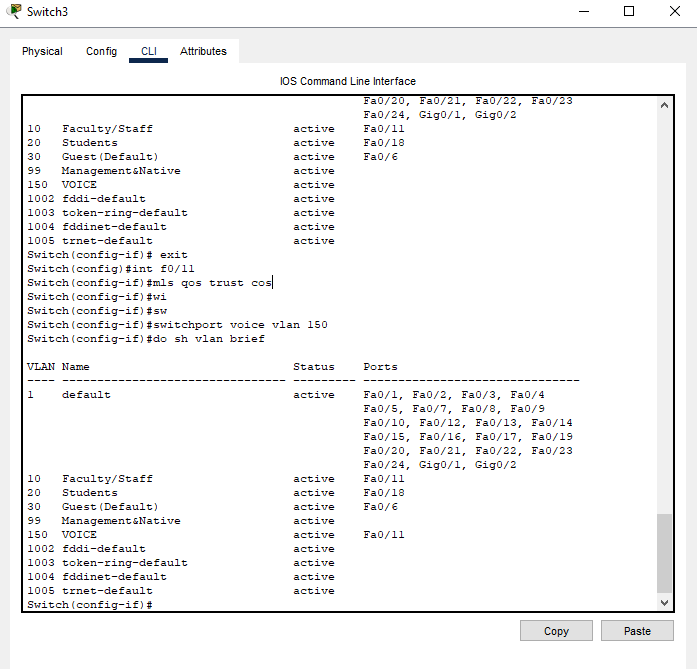 Switch3
Physical Config CLI Attributes
IOS Command Line Interface
Fa0/20, Fa0/21, Fa0/22, Fa0/23
Fa0/24, Gig0/1, Gig0/2
10 Faculty/Staff active Fa0/11
20 Students active Fa0/18
30 Guest(Default) active Fa0/6
99 Management&Native active
150 VOICE active
1002 fddi-default active
1003 token-ring-default active
1004 fddinet-default active
1005 trnet-default active
Switch(config-if)# exit
Switch(config)#int f0/11
Switch(config-if)#mls qos trust cos
Switch(config-if)#wi
Switch(config-if)#sw
Switch(config-if)#switchport voice vlan 150
Switch(config-if)#do sh vlan brief
VLAN Name Status Ports
---- -------------------------------- --------- -------------------------------
1 default active Fa0/1, Fa0/2, Fa0/3, Fa0/4
Fa0/5, Fa0/7, Fa0/8, Fa0/9
Fa0/10, Fa0/12, Fa0/13, Fa0/14
Fa0/15, Fa0/16, Fa0/17, Fa0/19
Fa0/20, Fa0/21, Fa0/22, Fa0/23
Fa0/24, Gig0/1, Gig0/2
10 Faculty/Staff active Fa0/11
20 Students active Fa0/18
30 Guest(Default) active Fa0/6
99 Management&Native active
150 VOICE active Fa0/11
1002 fddi-default active
1003 token-ring-default active
1004 fddinet-default active
1005 trnet-default active
Switch(config-if)#
Copy Paste